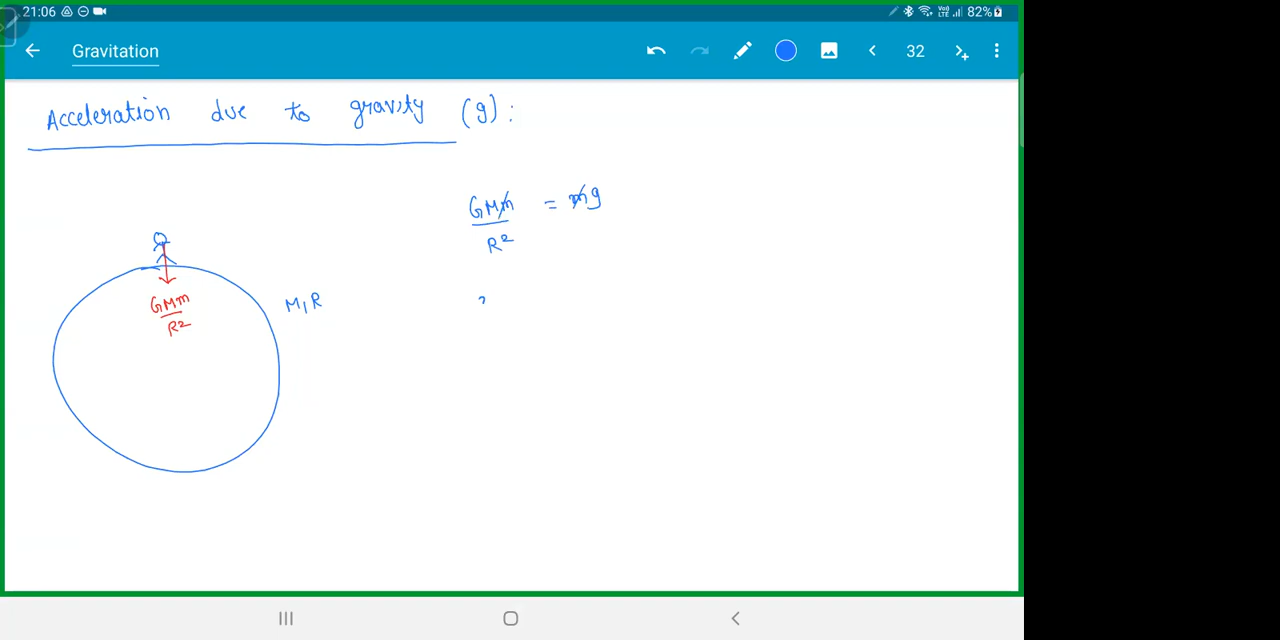 21:06 82%
Gravitation 32
Acceleration due to gravity (g):
GMm = mg
R²
GMm
R²
M, R